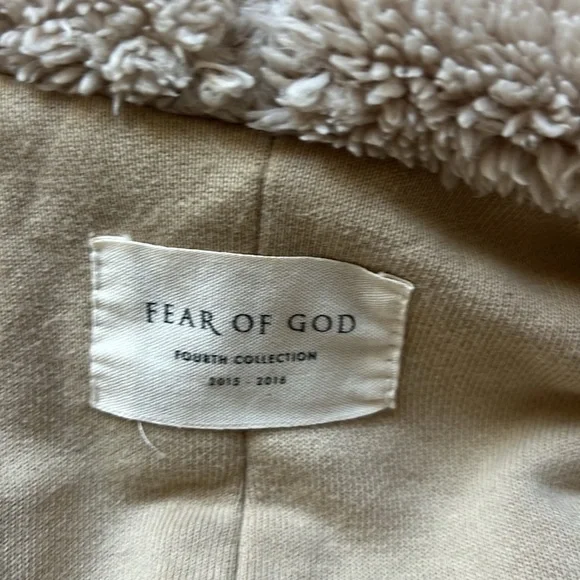 FEAR OF GOD
FOURTH COLLECTION
2015 - 2016